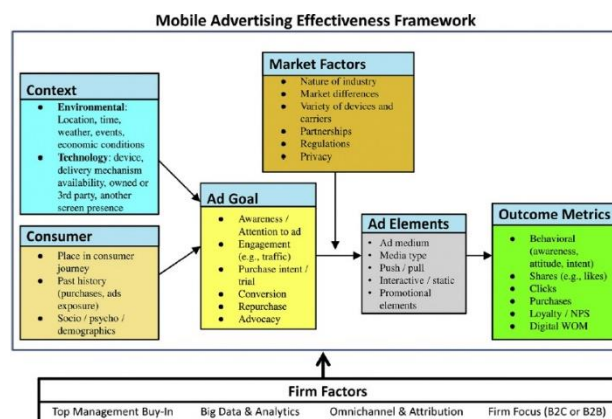 Mobile Advertising Effectiveness Framework
Context
● Environmental:
Location, time,
weather, events,
economic conditions
● Technology: device,
delivery mechanism
availability, owned or
3rd party, another
screen presence
Consumer
● Place in consumer
journey
● Past history
(purchases, ads
exposure)
● Socio / psycho /
demographics
Market Factors
● Nature of industry
● Market differences
● Variety of devices and
carriers
● Partnerships
● Regulations
● Privacy
Ad Goal
● Awareness /
Attention to ad
● Engagement
(e.g., traffic)
● Purchase intent /
trial
● Conversion
● Repurchase
● Advocacy
Ad Elements
• Ad medium
• Media type
• Push / pull
• Interactive / static
• Promotional
elements
Outcome Metrics
● Behavioral
(awareness,
attitude, intent)
● Shares (e.g., likes)
● Clicks
● Purchases
● Loyalty / NPS
● Digital WOM
Firm Factors
Top Management Buy-In Big Data & Analytics Omnichannel & Attribution Firm Focus (B2C or B2B)